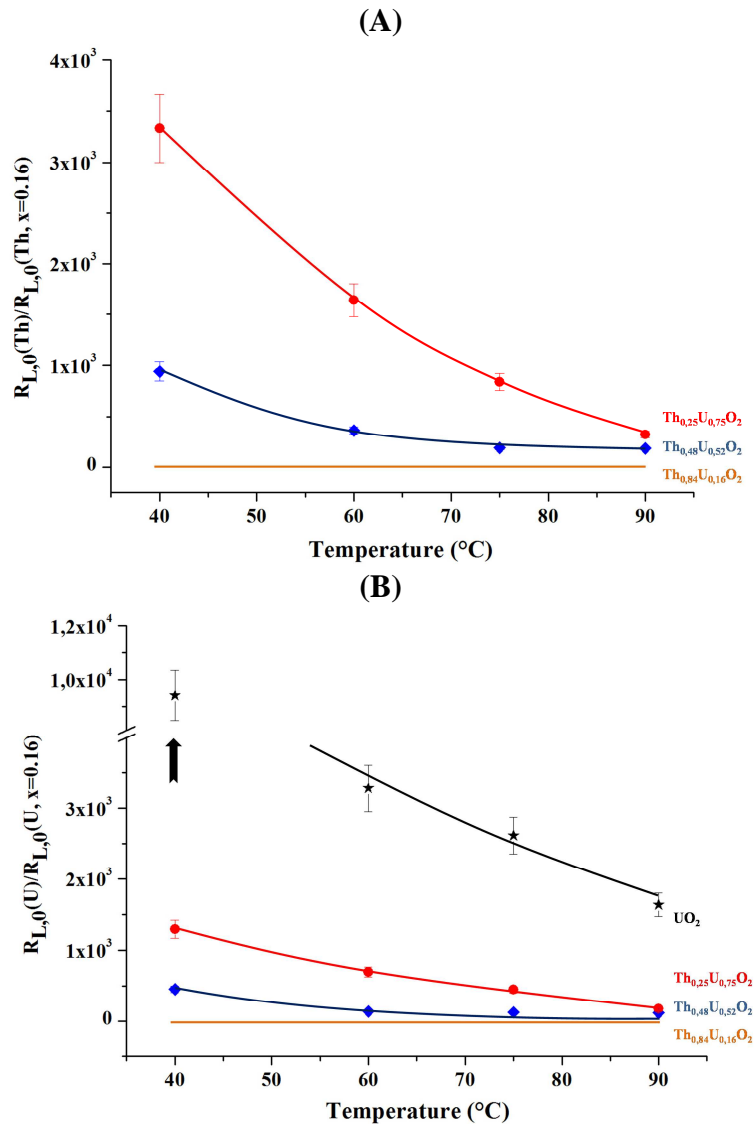 (A)
4x10³
3x10³
2x10³
1x10³
0
R_L,0(Th)/R_L,0(Th, x=0.16)
Th0,25U0,75O2
Th0,48U0,52O2
Th0,84U0,16O2
40 50 60 70 80 90
Temperature (°C)
(B)
1,2x10⁴
1,0x10⁴
3x10³
2x10³
1x10³
0
R_L,0(U)/R_L,0(U, x=0.16)
UO2
Th0,25U0,75O2
Th0,48U0,52O2
Th0,84U0,16O2
40 50 60 70 80 90
Temperature (°C)